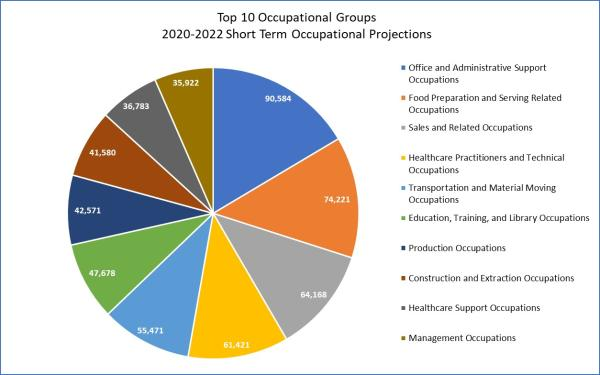 Top 10 Occupational Groups
2020-2022 Short Term Occupational Projections
35,922
90,584
36,783
41,580
74,221
42,571
47,678
64,168
55,471
61,421
Office and Administrative Support
Occupations
Food Preparation and Serving Related
Occupations
Sales and Related Occupations
Healthcare Practitioners and Technical
Occupations
Transportation and Material Moving
Occupations
Education, Training, and Library Occupations
Production Occupations
Construction and Extraction Occupations
Healthcare Support Occupations
Management Occupations